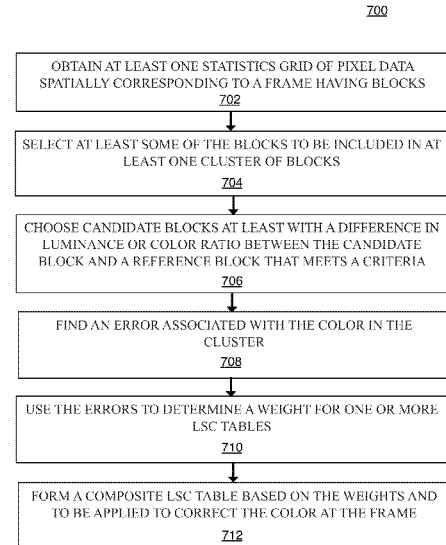 700
OBTAIN AT LEAST ONE STATISTICS GRID OF PIXEL DATA
SPATIALLY CORRESPONDING TO A FRAME HAVING BLOCKS
702
SELECT AT LEAST SOME OF THE BLOCKS TO BE INCLUDED IN AT
LEAST ONE CLUSTER OF BLOCKS
704
CHOOSE CANDIDATE BLOCKS AT LEAST WITH A DIFFERENCE IN
LUMINANCE OR COLOR RATIO BETWEEN THE CANDIDATE
BLOCK AND A REFERENCE BLOCK THAT MEETS A CRITERIA
706
FIND AN ERROR ASSOCIATED WITH THE COLOR IN THE
CLUSTER
708
USE THE ERRORS TO DETERMINE A WEIGHT FOR ONE OR MORE
LSC TABLES
710
FORM A COMPOSITE LSC TABLE BASED ON THE WEIGHTS AND
TO BE APPLIED TO CORRECT THE COLOR AT THE FRAME
712